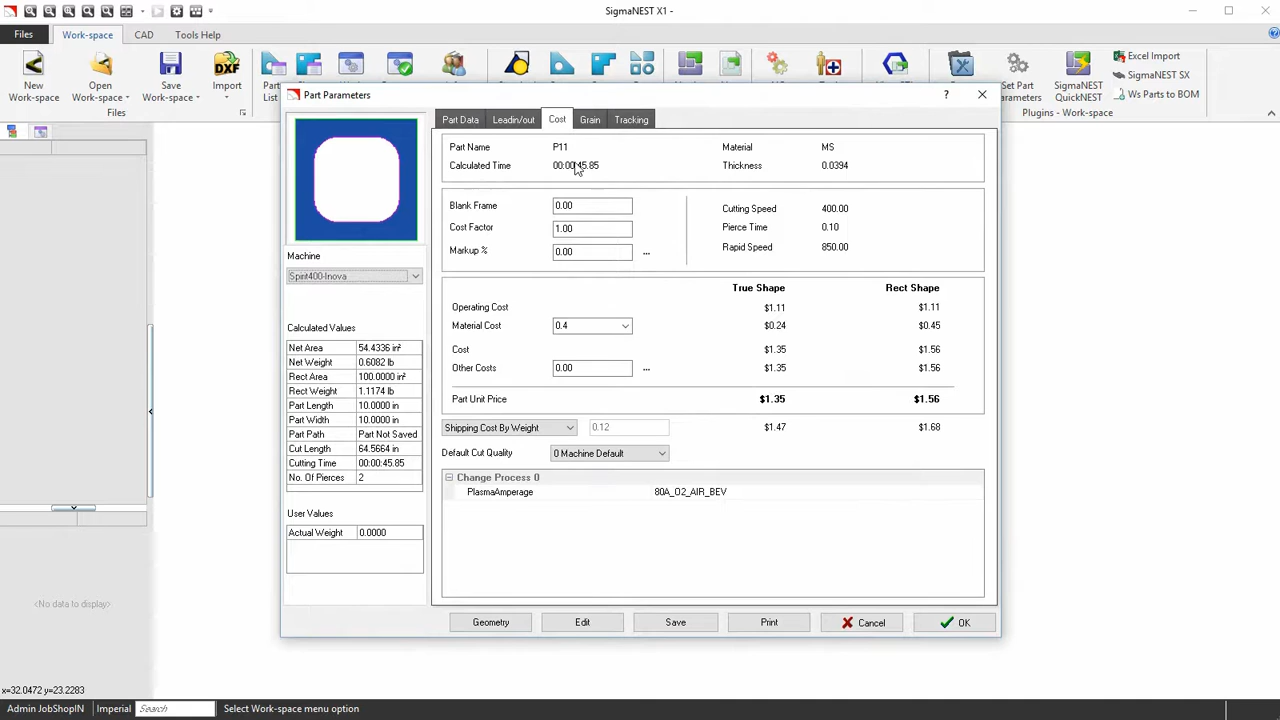 SigmaNEST X1 -
Files
Work-space
CAD
Tools Help
New
Work-space
Open
Work-space
Save
Work-space
DXF
Import
Part
List
Set Part
Parameters
SigmaNEST
QuickNEST
Excel Import
SigmaNEST SX
Ws Parts to BOM
Files
Plugins - Work-space
Part Parameters
?
Part Data
Leadin/out
Cost
Grain
Tracking
Part Name P11 Material MS
Calculated Time 00:00:45.85 Thickness 0.0394
Blank Frame 0.00 Cutting Speed 400.00
Cost Factor 1.00 Pierce Time 0.10
Markup % 0.00 ... Rapid Speed 850.00
Machine
Spirit400-Inova
True Shape Rect Shape
Operating Cost $1.11 $1.11
Material Cost 0.4 $0.24 $0.45
Cost $1.35 $1.56
Other Costs 0.00 ... $1.35 $1.56
Part Unit Price $1.35 $1.56
Shipping Cost By Weight 0.12 $1.47 $1.68
Default Cut Quality 0 Machine Default
Change Process 0
PlasmaAmperage 80A_O2_AIR_BEV
Calculated Values
Net Area 54.4336 in²
Net Weight 0.6082 lb
Rect Area 100.0000 in²
Rect Weight 1.1174 lb
Part Length 10.0000 in
Part Width 10.0000 in
Part Path Part Not Saved
Cut Length 64.5664 in
Cutting Time 00:00:45.85
No. Of Pierces 2
User Values
Actual Weight 0.0000
<No data to display>
Geometry
Edit
Save
Print
Cancel
OK
x=32.0472 y=23.2283
Admin JobShopIN Imperial Search Select Work-space menu option